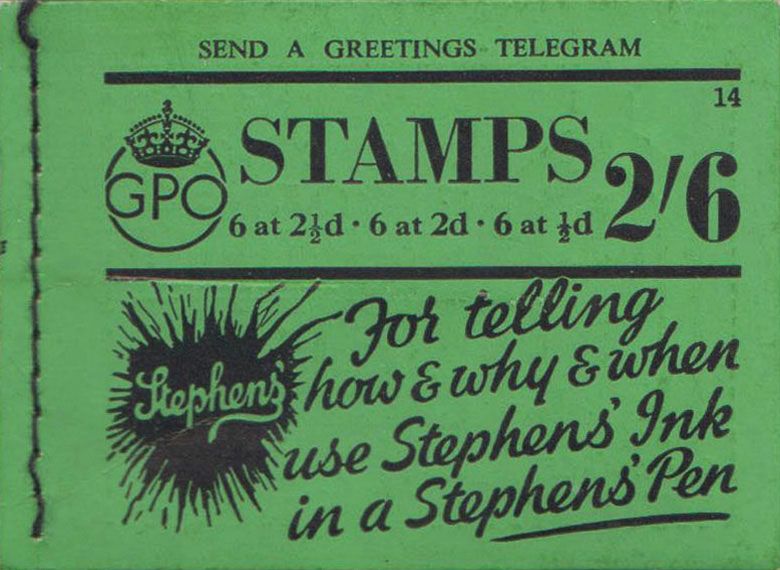 SEND A GREETINGS TELEGRAM
14
GPO
STAMPS
2/6
6 at 2½d · 6 at 2d · 6 at ½d
Stephens'
For telling
how & why & when
use Stephens' Ink
in a Stephens' Pen